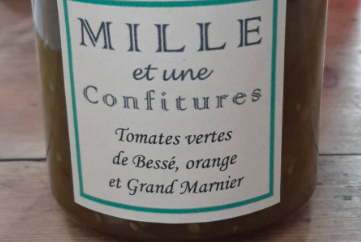 MILLE
et une
Confitures
Tomates vertes
de Bessé, orange
et Grand Marnier